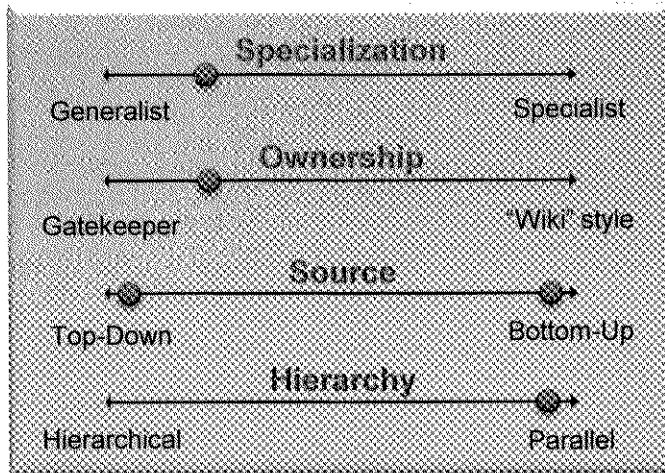 Specialization
Generalist Specialist
Ownership
Gatekeeper "Wiki" style
Source
Top-Down Bottom-Up
Hierarchy
Hierarchical Parallel